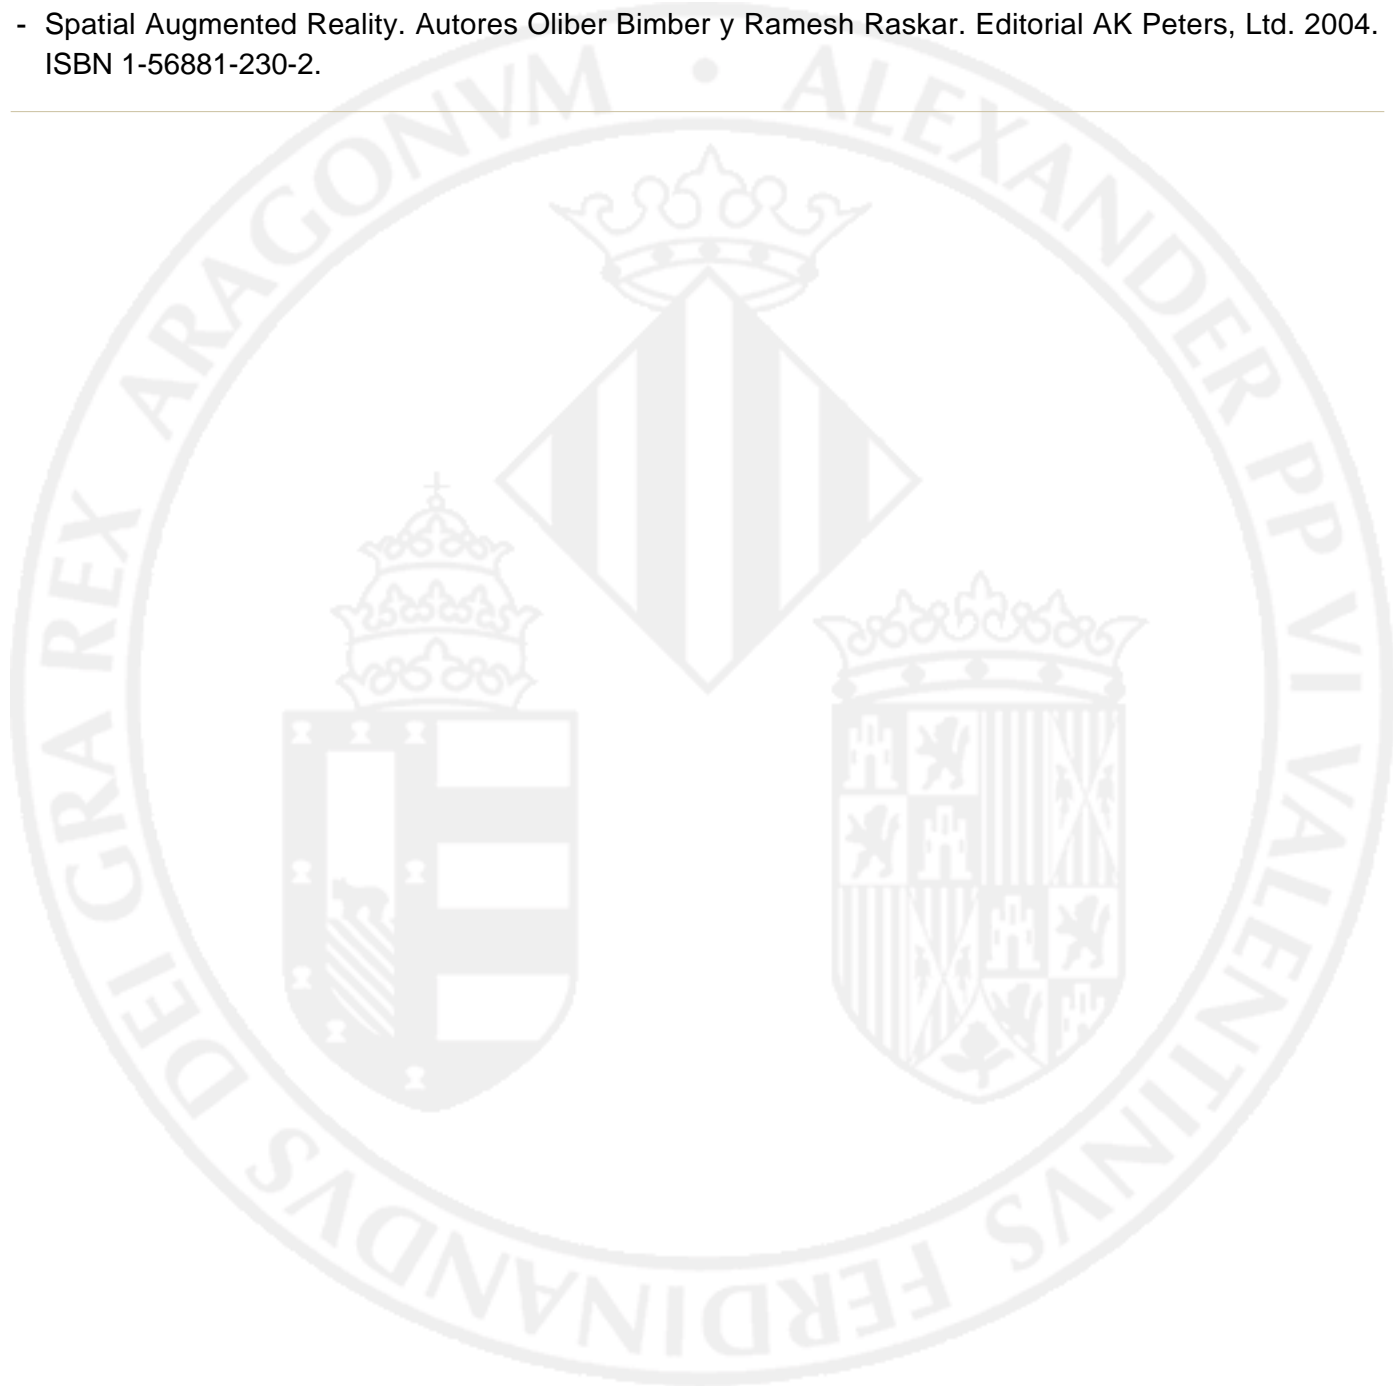 - Spatial Augmented Reality. Autores Oliber Bimber y Ramesh Raskar. Editorial AK Peters, Ltd. 2004.
ISBN 1-56881-230-2.
• ALEXANDER PP VI VALENTINVS FERDINANDVS DEI GRA REX ARAGONVM